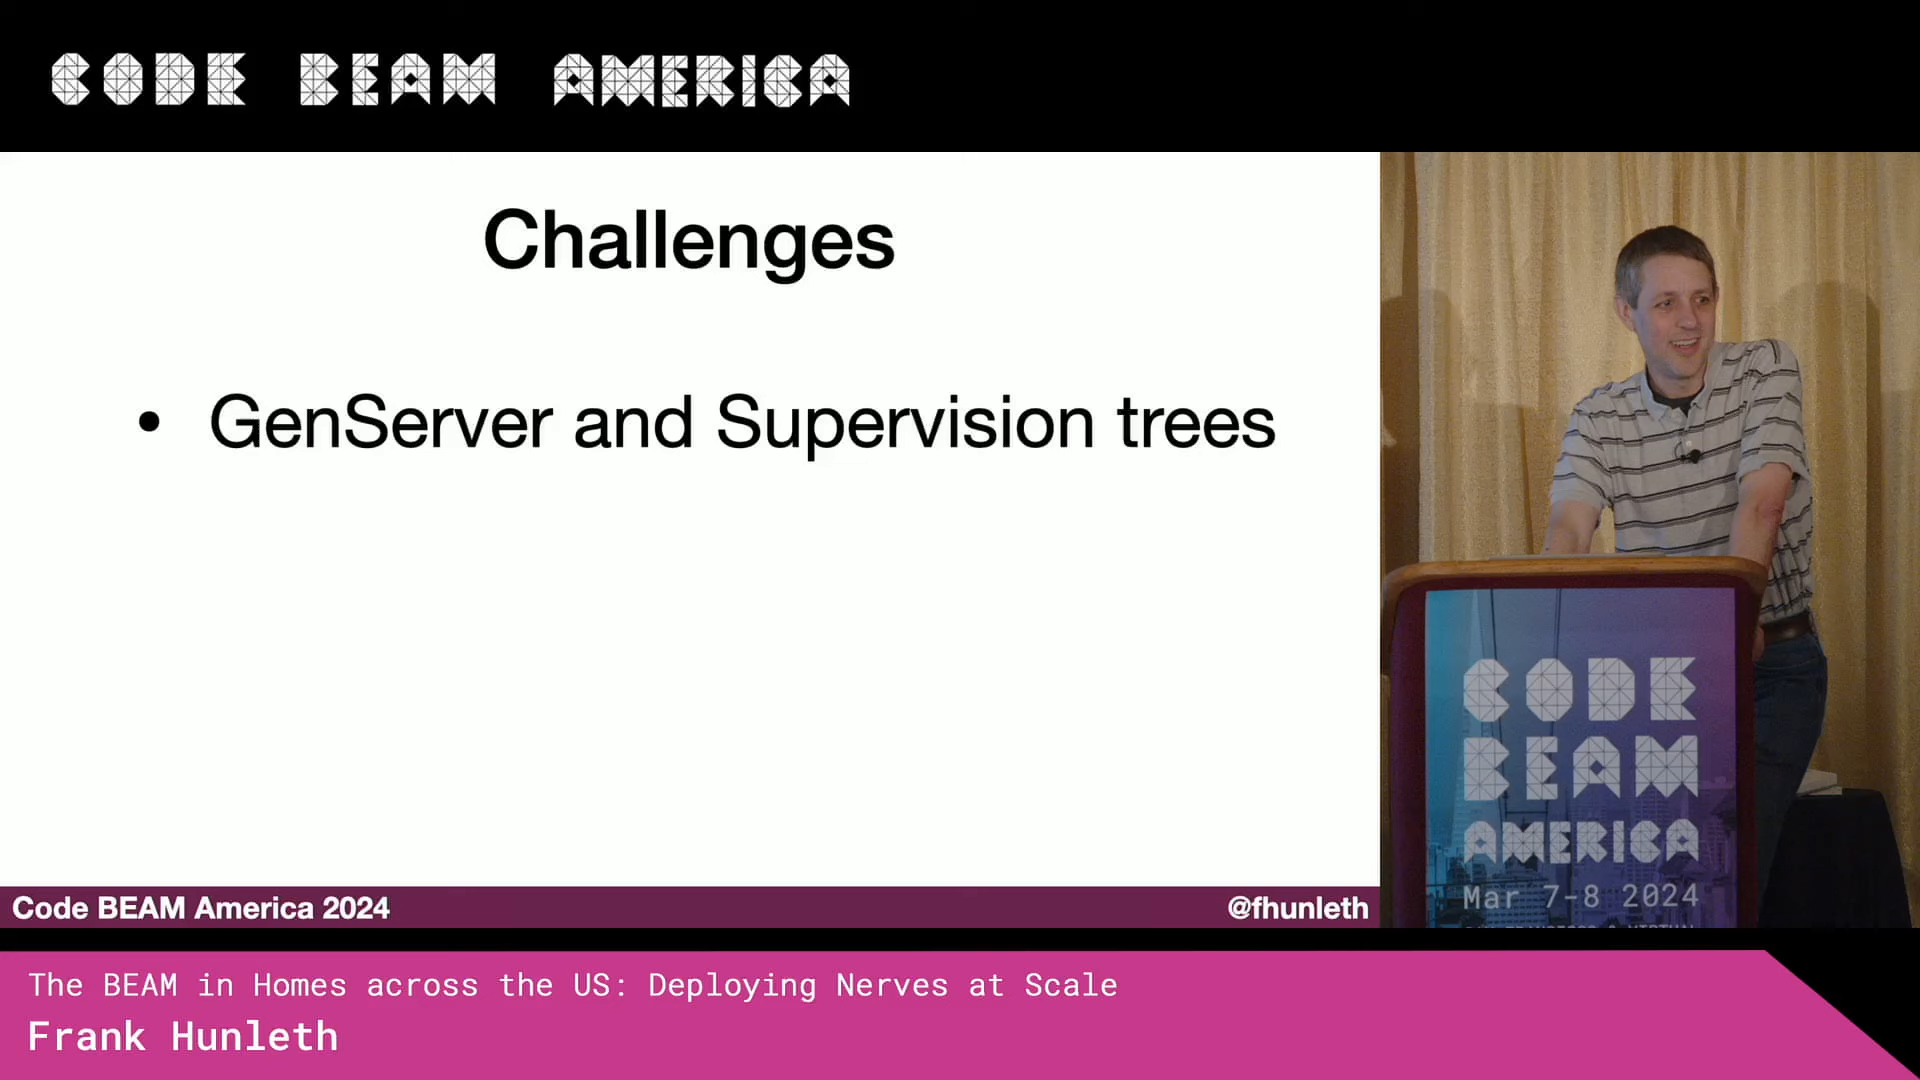 CODE BEAM AMERICA
Challenges
• GenServer and Supervision trees
CODE
BEAM
AMERICA
Mar 7-8 2024
Code BEAM America 2024
@fhunleth
The BEAM in Homes across the US: Deploying Nerves at Scale
Frank Hunleth